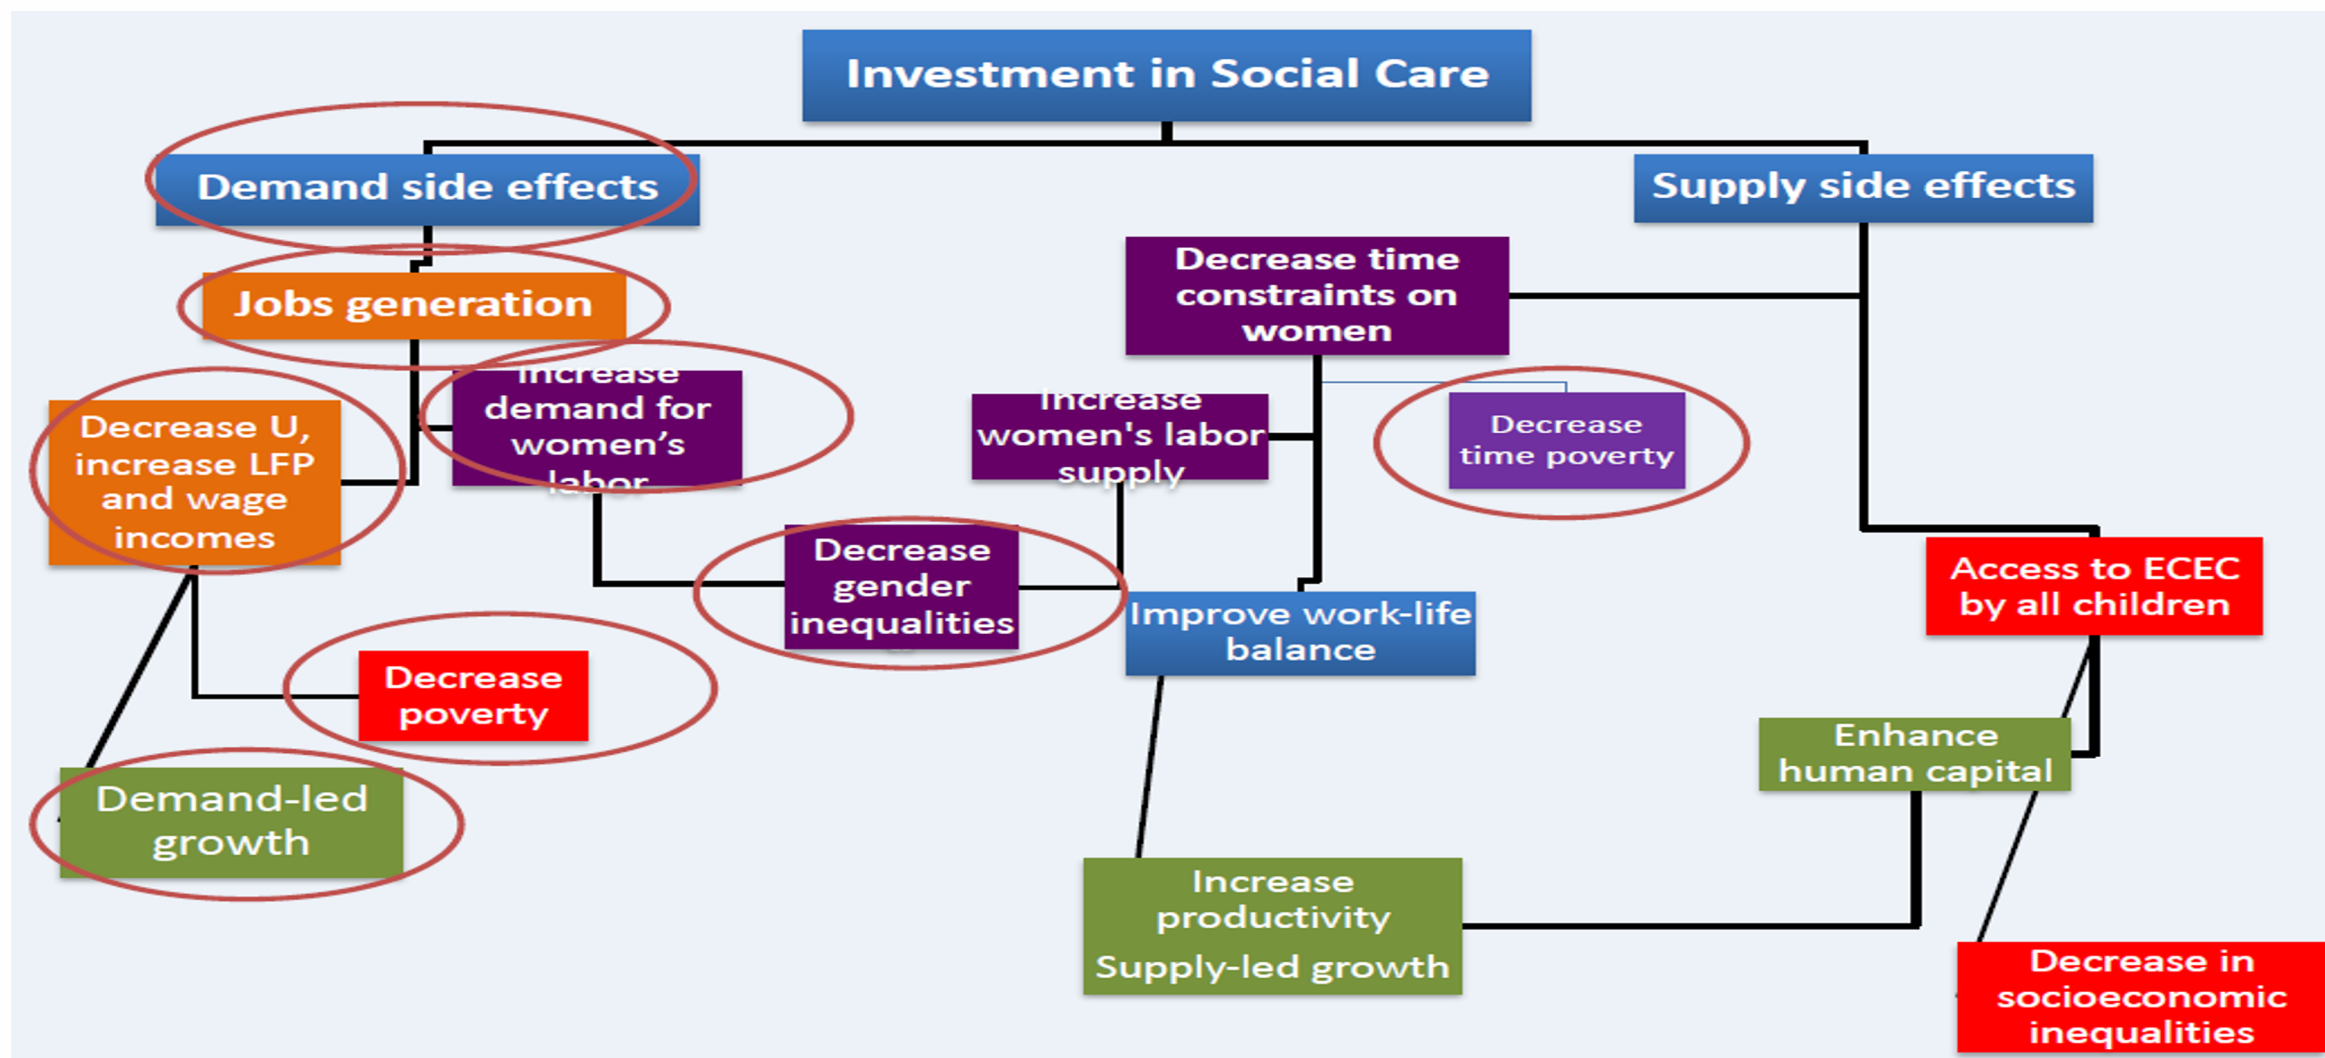 Investment in Social Care
Demand side effects
Supply side effects
Jobs generation
Decrease time
constraints on
women
Increase
demand for
women’s
labor
Decrease U,
increase LFP
and wage
incomes
Increase
women's labor
supply
Decrease
time poverty
Decrease
gender
inequalities
Improve work-life
balance
Access to ECEC
by all children
Decrease
poverty
Enhance
human capital
Demand-led
growth
Increase
productivity
Supply-led growth
Decrease in
socioeconomic
inequalities